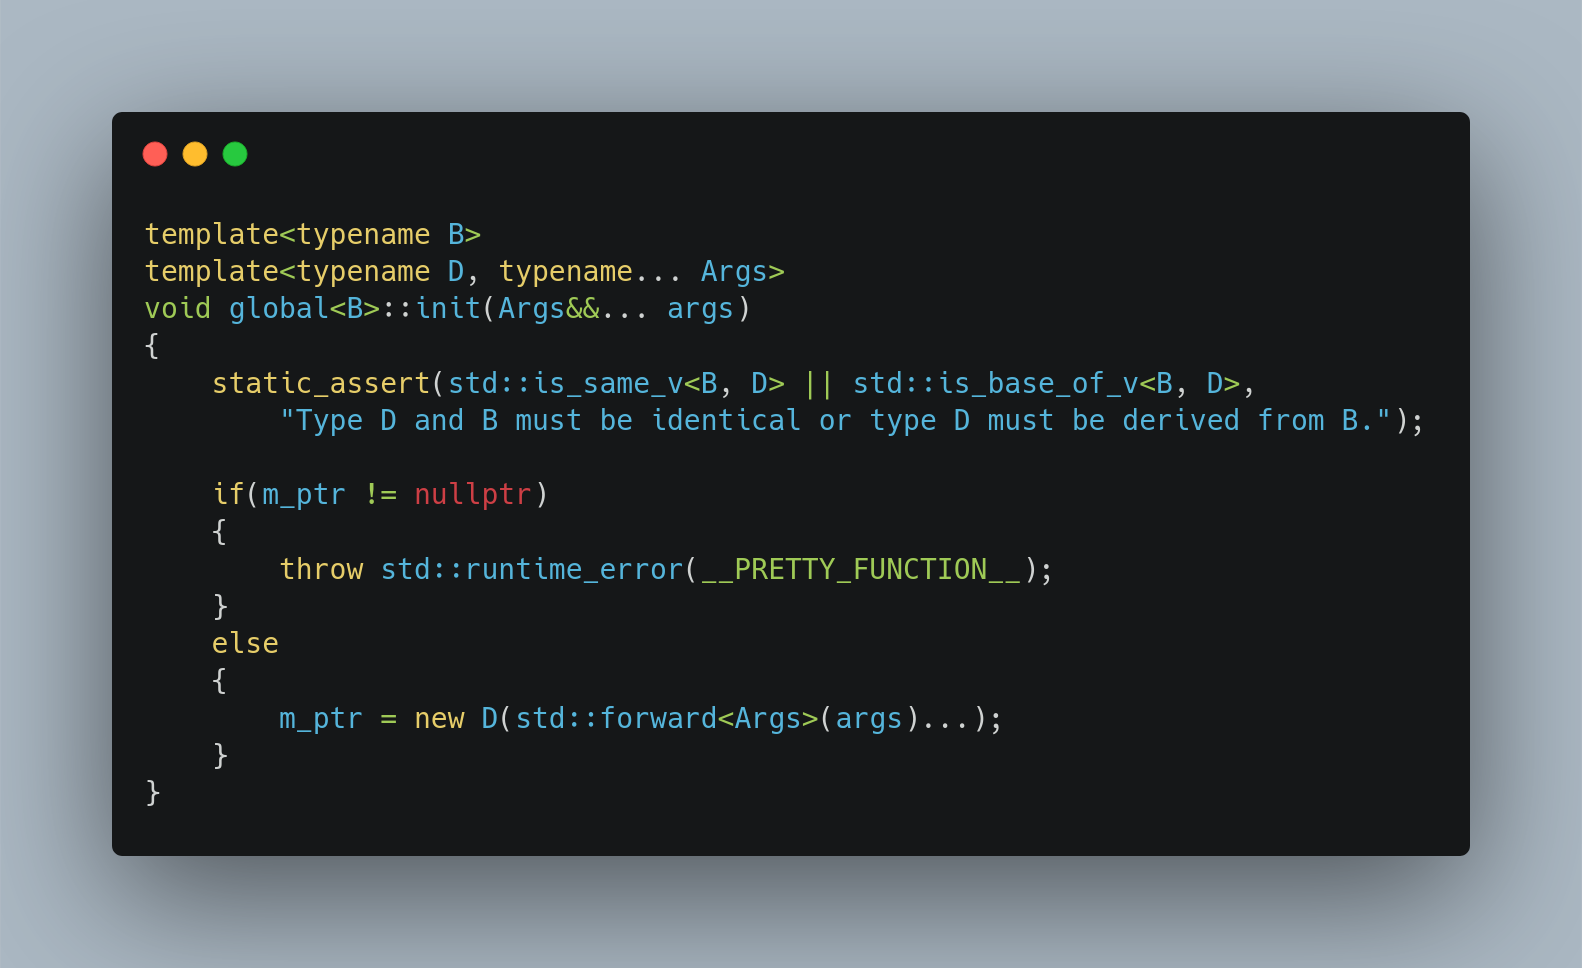 template<typename B>
template<typename D, typename... Args>
void global<B>::init(Args&&... args)
{
    static_assert(std::is_same_v<B, D> || std::is_base_of_v<B, D>,
        "Type D and B must be identical or type D must be derived from B.");

    if(m_ptr != nullptr)
    {
        throw std::runtime_error(__PRETTY_FUNCTION__);
    }
    else
    {
        m_ptr = new D(std::forward<Args>(args)...);
    }
}